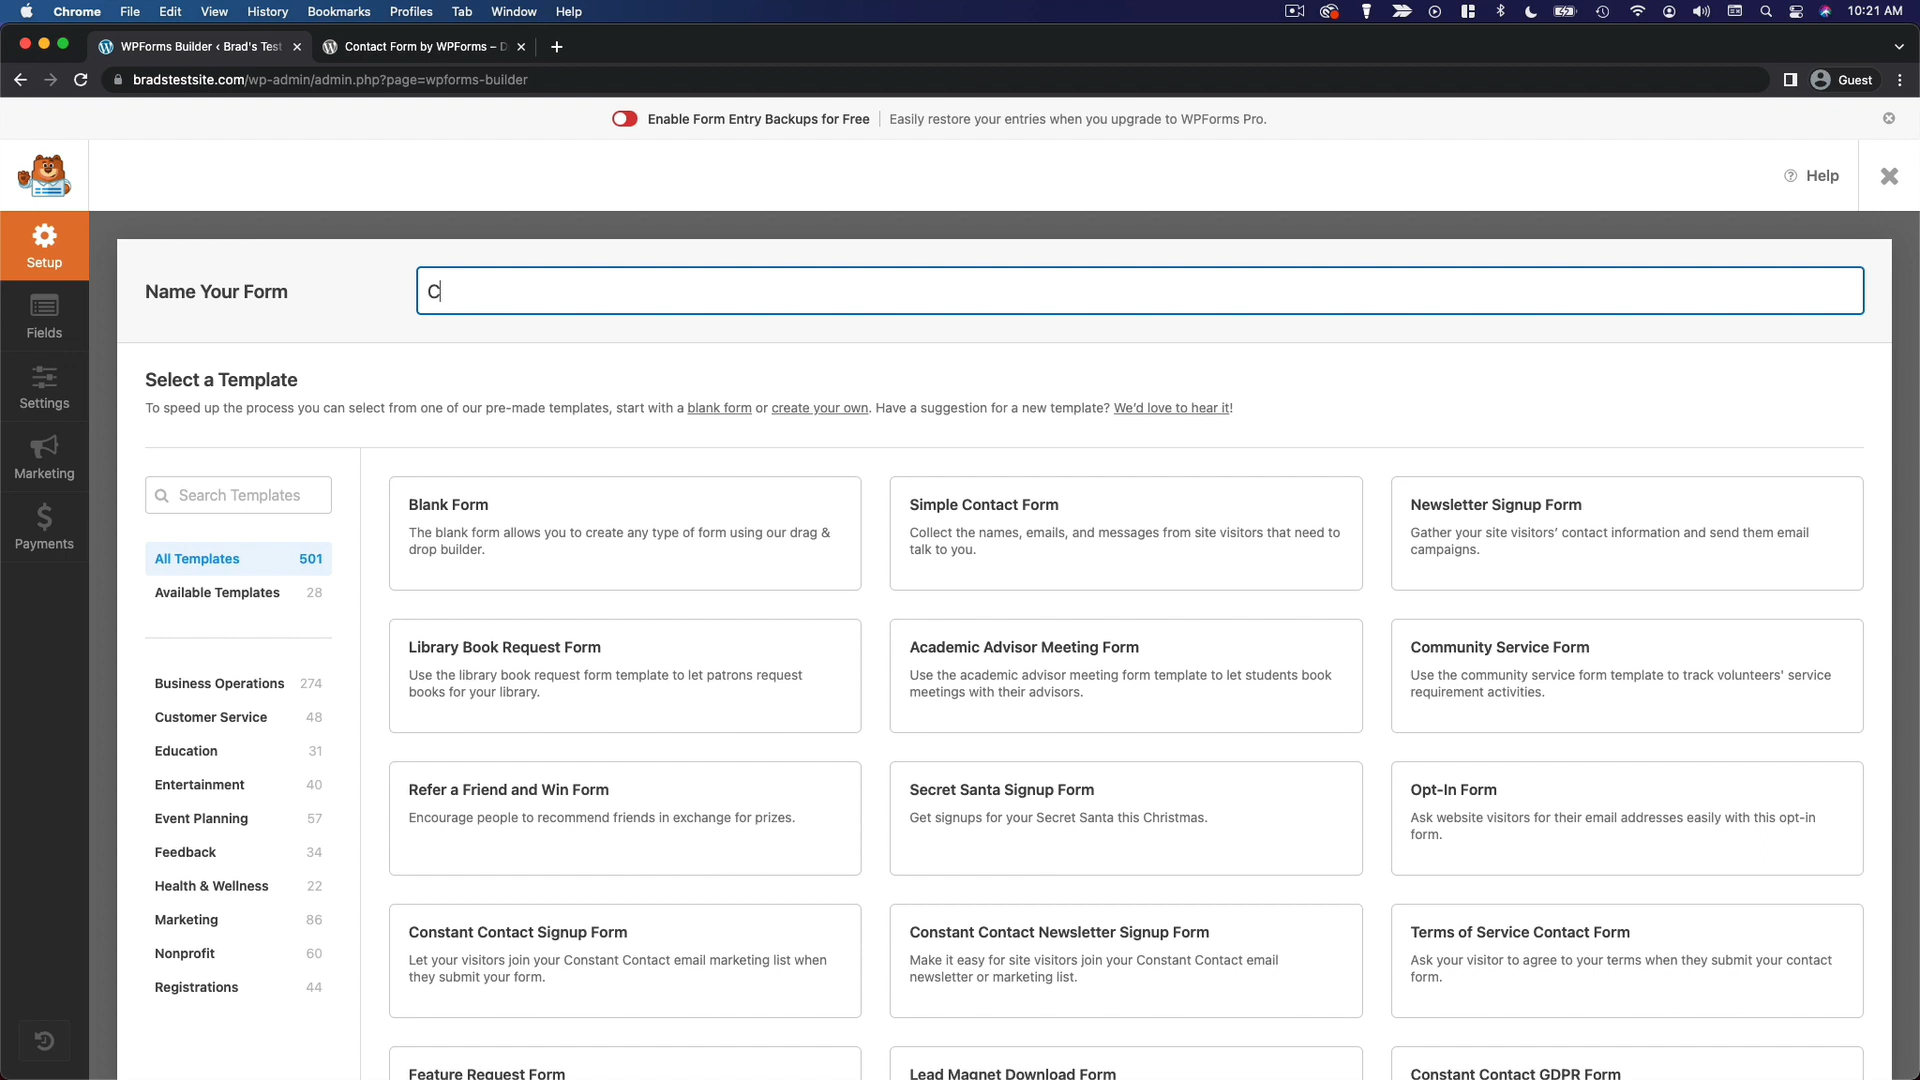 Chrome File Edit View History Bookmarks Profiles Tab Window Help 10:21 AM
WPForms Builder ‹ Brad's Test Contact Form by WPForms – D
bradstestsite.com/wp-admin/admin.php?page=wpforms-builder Guest
Enable Form Entry Backups for Free Easily restore your entries when you upgrade to WPForms Pro.
Help
Setup
Fields
Settings
Marketing
Payments
Name Your Form C
Select a Template
To speed up the process you can select from one of our pre-made templates, start with a blank form or create your own. Have a suggestion for a new template? We'd love to hear it!
Search Templates
All Templates 501
Available Templates 28
Business Operations 274
Customer Service 48
Education 31
Entertainment 40
Event Planning 57
Feedback 34
Health & Wellness 22
Marketing 86
Nonprofit 60
Registrations 44
Blank Form
The blank form allows you to create any type of form using our drag &
drop builder.
Simple Contact Form
Collect the names, emails, and messages from site visitors that need to
talk to you.
Newsletter Signup Form
Gather your site visitors' contact information and send them email
campaigns.
Library Book Request Form
Use the library book request form template to let patrons request
books for your library.
Academic Advisor Meeting Form
Use the academic advisor meeting form template to let students book
meetings with their advisors.
Community Service Form
Use the community service form template to track volunteers' service
requirement activities.
Refer a Friend and Win Form
Encourage people to recommend friends in exchange for prizes.
Secret Santa Signup Form
Get signups for your Secret Santa this Christmas.
Opt-In Form
Ask website visitors for their email addresses easily with this opt-in
form.
Constant Contact Signup Form
Let your visitors join your Constant Contact email marketing list when
they submit your form.
Constant Contact Newsletter Signup Form
Make it easy for site visitors join your Constant Contact email
newsletter or marketing list.
Terms of Service Contact Form
Ask your visitor to agree to your terms when they submit your contact
form.
Feature Request Form
Lead Magnet Download Form
Constant Contact GDPR Form